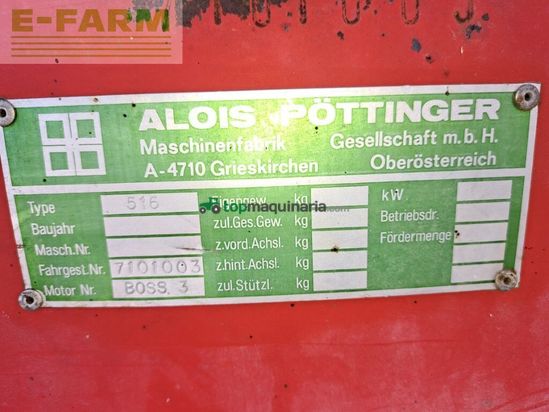 E-FARM
ALOIS PÖTTINGER
Maschinenfabrik Gesellschaft m.b.H.
A-4710 Grieskirchen Oberösterreich
topmaquinaria.com
Type 516 Eigengew. kg kW
Baujahr zul.Ges.Gew. kg Betriebsdr.
Masch.Nr. z.vord.Achsl. kg Fördermenge
Fahrgest.Nr. 7101003 z.hint.Achsl. kg
Motor Nr. BOSS 3 zul.Stützl. kg